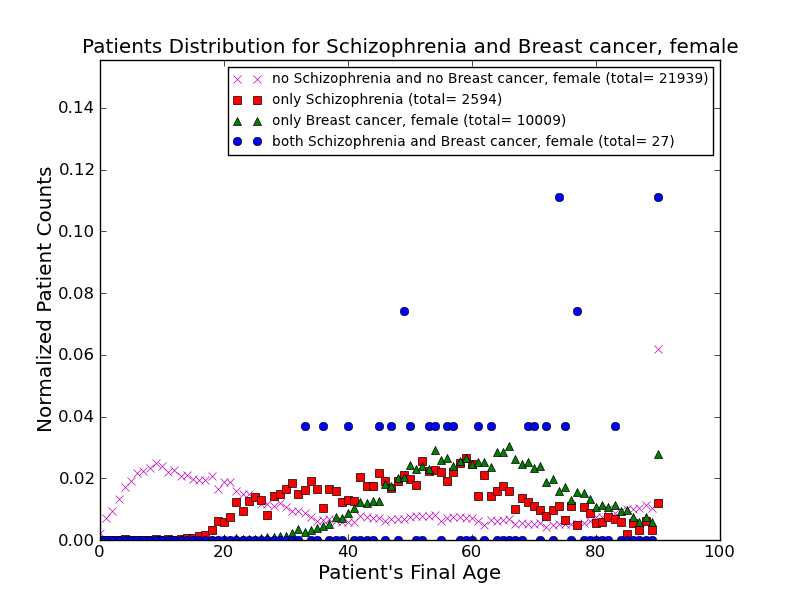 Patients Distribution for Schizophrenia and Breast cancer, female
no Schizophrenia and no Breast cancer, female (total= 21939)
only Schizophrenia (total= 2594)
only Breast cancer, female (total= 10009)
both Schizophrenia and Breast cancer, female (total= 27)
Normalized Patient Counts
0.14
0.12
0.10
0.08
0.06
0.04
0.02
0.00
0 20 40 60 80 100
Patient's Final Age